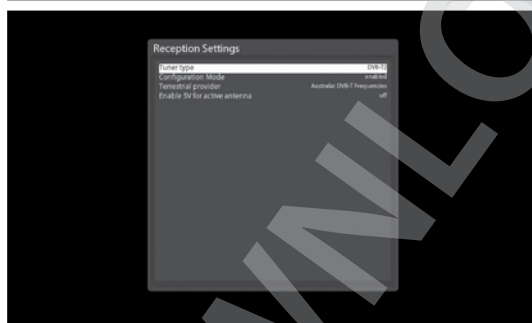 Reception Settings
Tuner type DVB-T2
Configuration Mode enabled
Terrestrial provider Australia: DVB-T Frequencies
Enable 5V for active antenna off